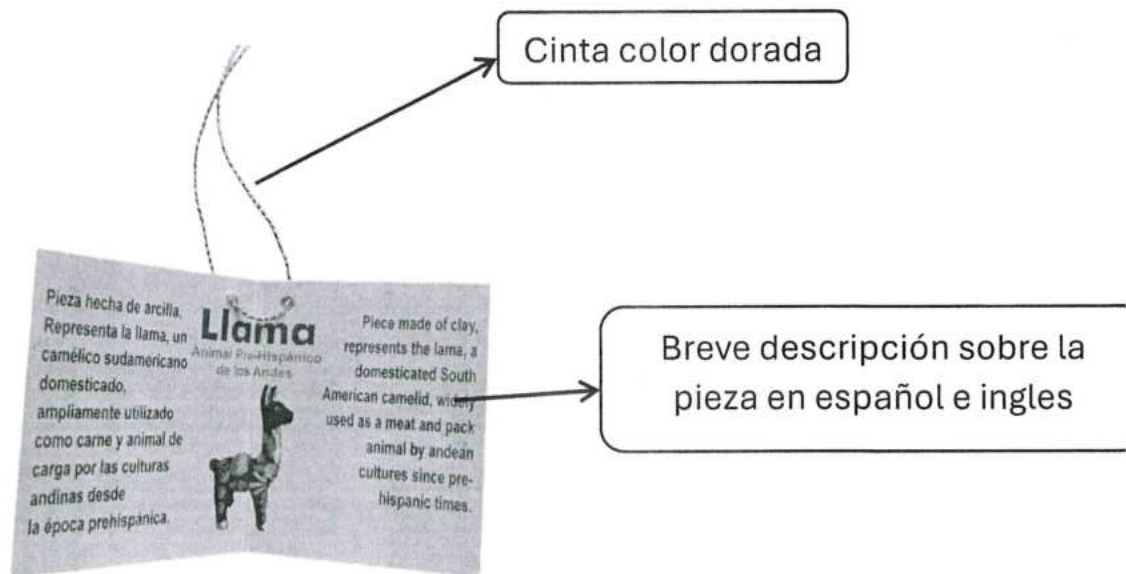 Cinta color dorada
Pieza hecha de arcilla.
Representa la llama, un
camélico sudamericano
domesticado,
ampliamente utilizado
como carne y animal de
carga por las culturas
andinas desde
la época prehispánica.
Llama
Animal Pre-Hispánico
de los Andes
Piece made of clay,
represents the lama, a
domesticated South
American camelid, widely
used as a meat and pack
animal by andean
cultures since pre-
hispanic times.
Breve descripción sobre la
pieza en español e ingles